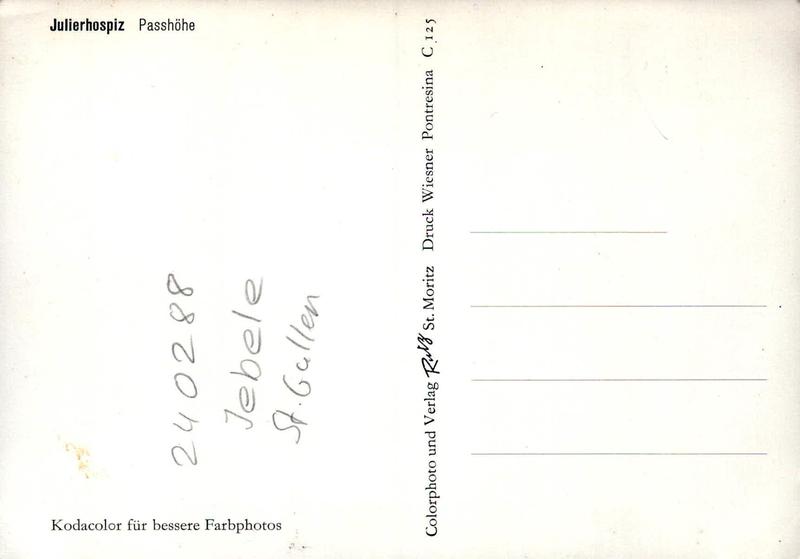 Julierhospiz Passhöhe
240288
Jebele
St. Gallen
Kodacolor für bessere Farbphotos
Colorphoto und Verlag Rutz St. Moritz Druck Wiesner Pontresina C 125